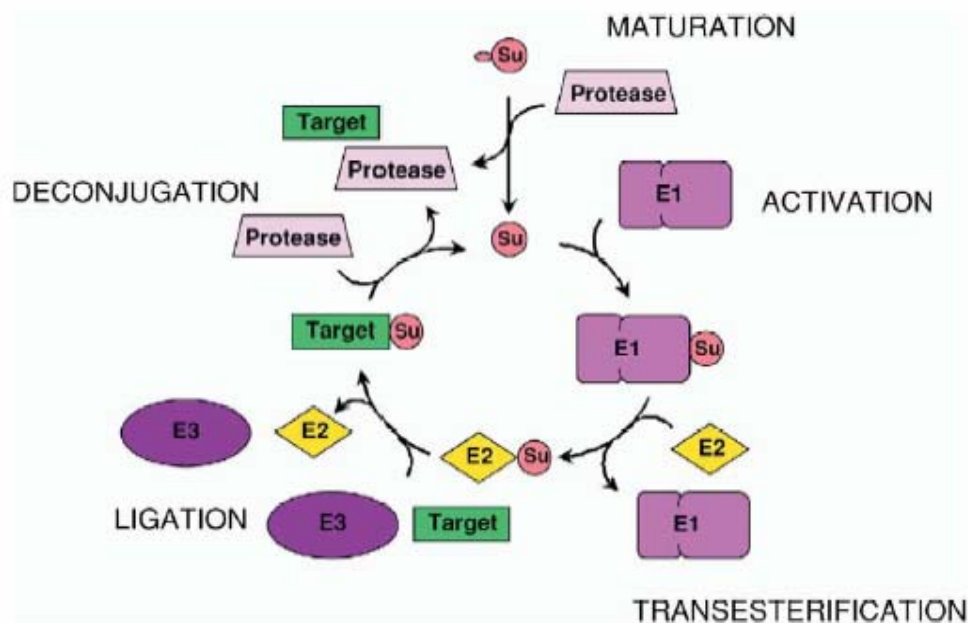 MATURATION
Su
Protease
Target
Protease
E1
DECONJUGATION
ACTIVATION
Protease
Su
Target Su
E1 Su
E3
E2
E2 Su
E2
LIGATION
E3
Target
E1
TRANSESTERIFICATION